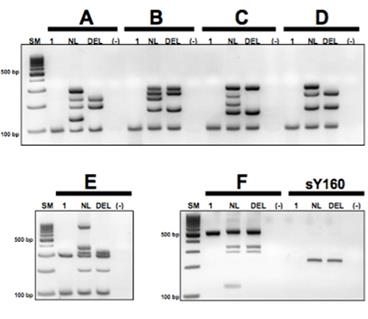 A B C D
SM 1 NL DEL (-) 1 NL DEL (-) 1 NL DEL (-) 1 NL DEL (-)
500 bp
100 bp
E F sY160
SM 1 NL DEL (-) SM 1 NL DEL (-) 1 NL DEL (-)
500 bp 500 bp
100 bp 100 bp